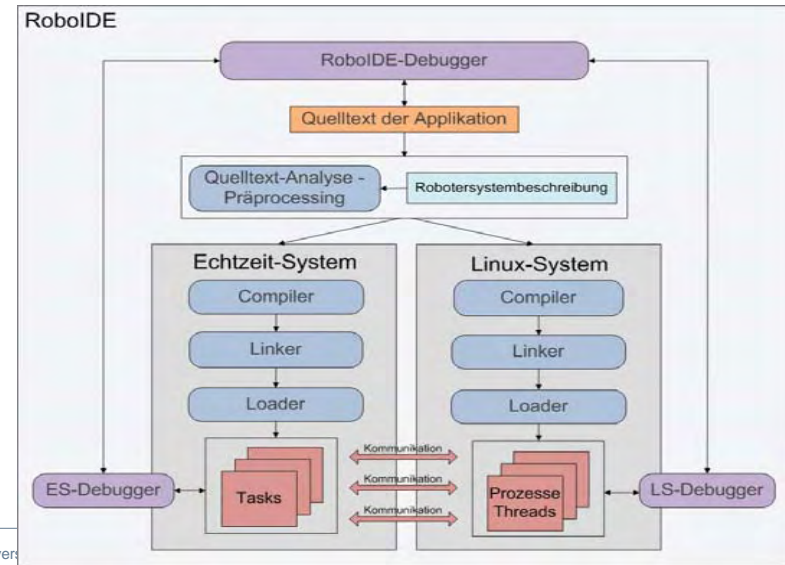 RoboIDE
RoboIDE-Debugger
Quelltext der Applikation
Quelltext-Analyse -
Präprocessing
Robotersystembeschreibung
Echtzeit-System
Compiler
Linker
Loader
Tasks
Linux-System
Compiler
Linker
Loader
Prozesse
Threads
Kommunikation
Kommunikation
Kommunikation
ES-Debugger
LS-Debugger